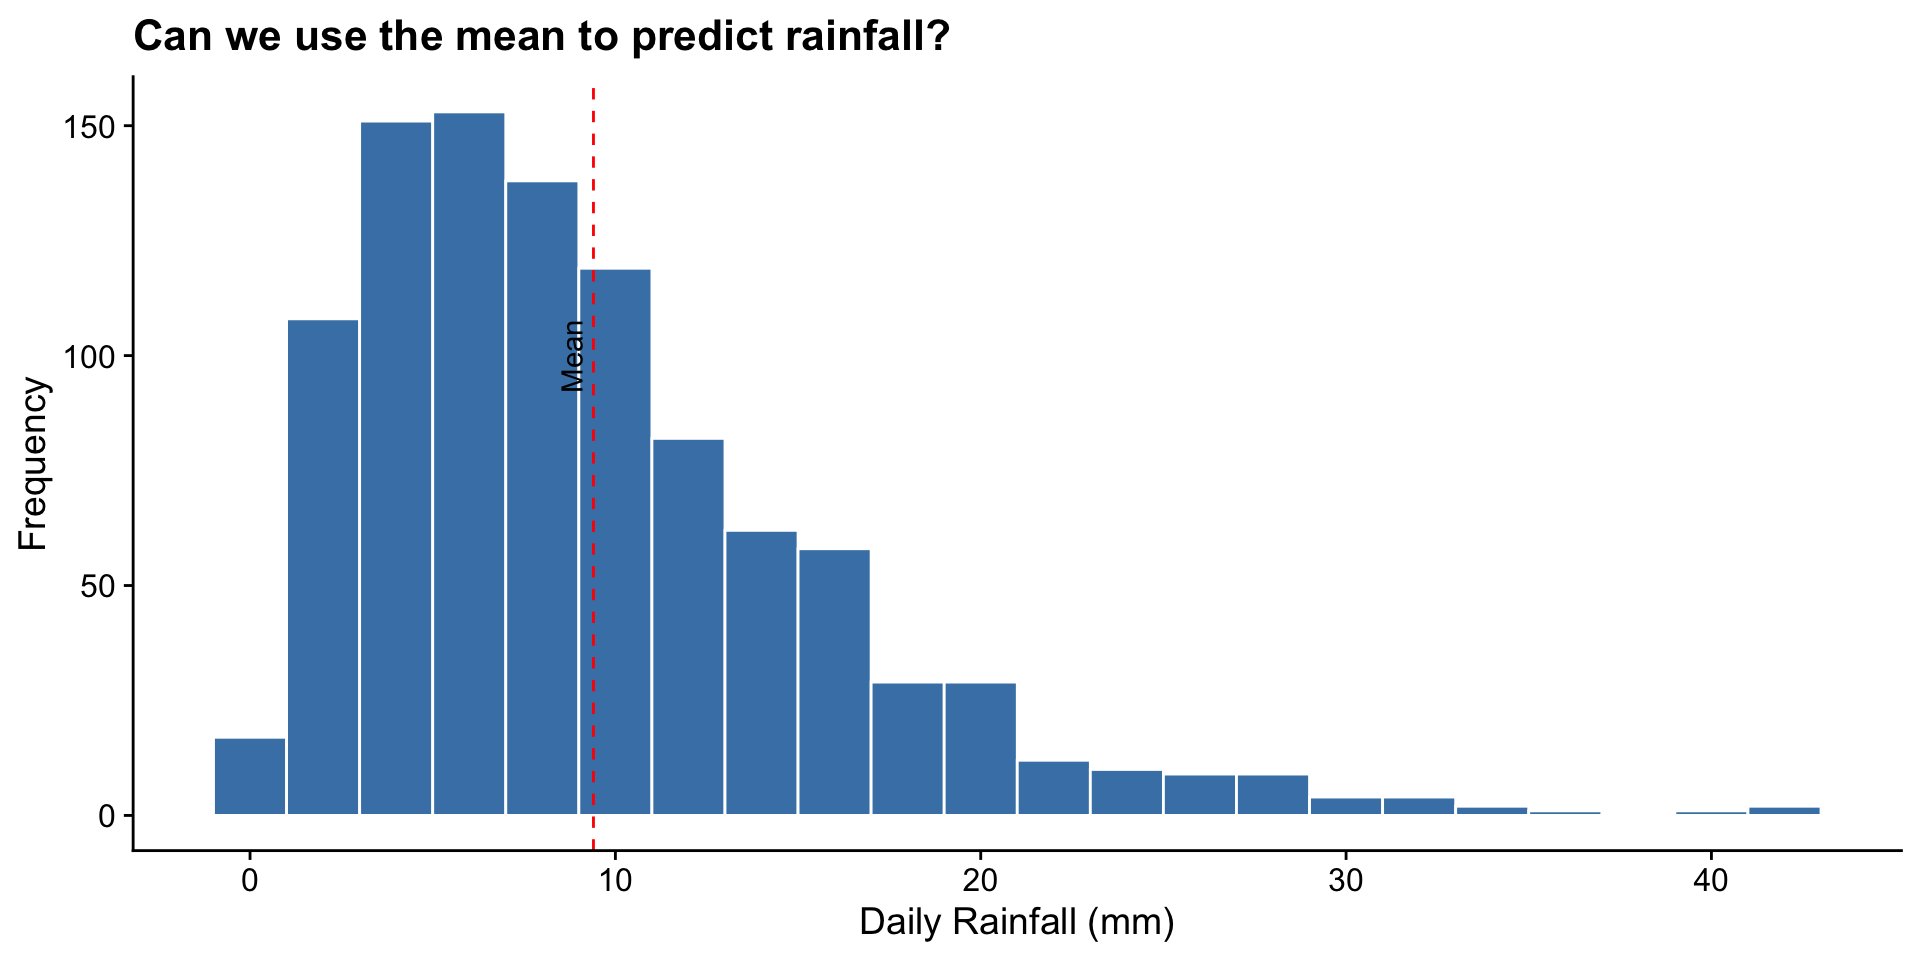 Can we use the mean to predict rainfall?
150
100
50
0
Frequency
Mean
0 10 20 30 40
Daily Rainfall (mm)